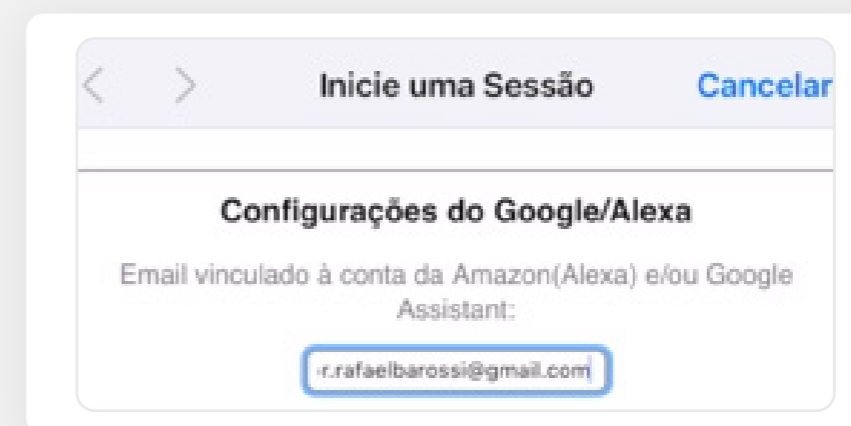 Inicie uma Sessão Cancelar
Configurações do Google/Alexa
Email vinculado à conta da Amazon(Alexa) e/ou Google
Assistant:
r.rafaelbarossi@gmail.com